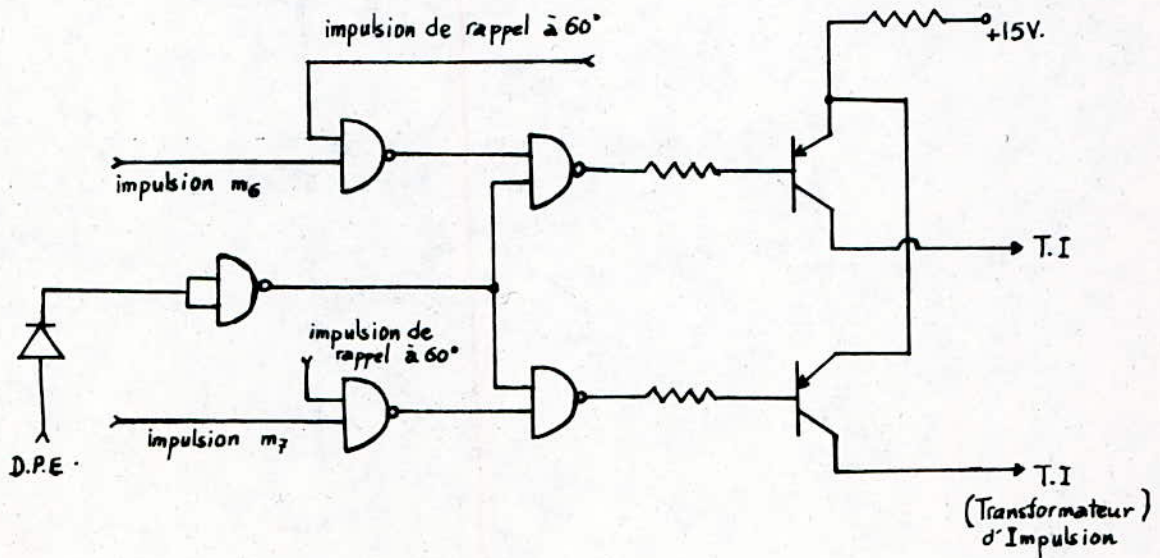 impulsion de rappel à 60°
+15V.
impulsion m6
T.I
impulsion de
rappel à 60°
impulsion m7
D.P.E.
T.I
(Transformateur)
d'Impulsion